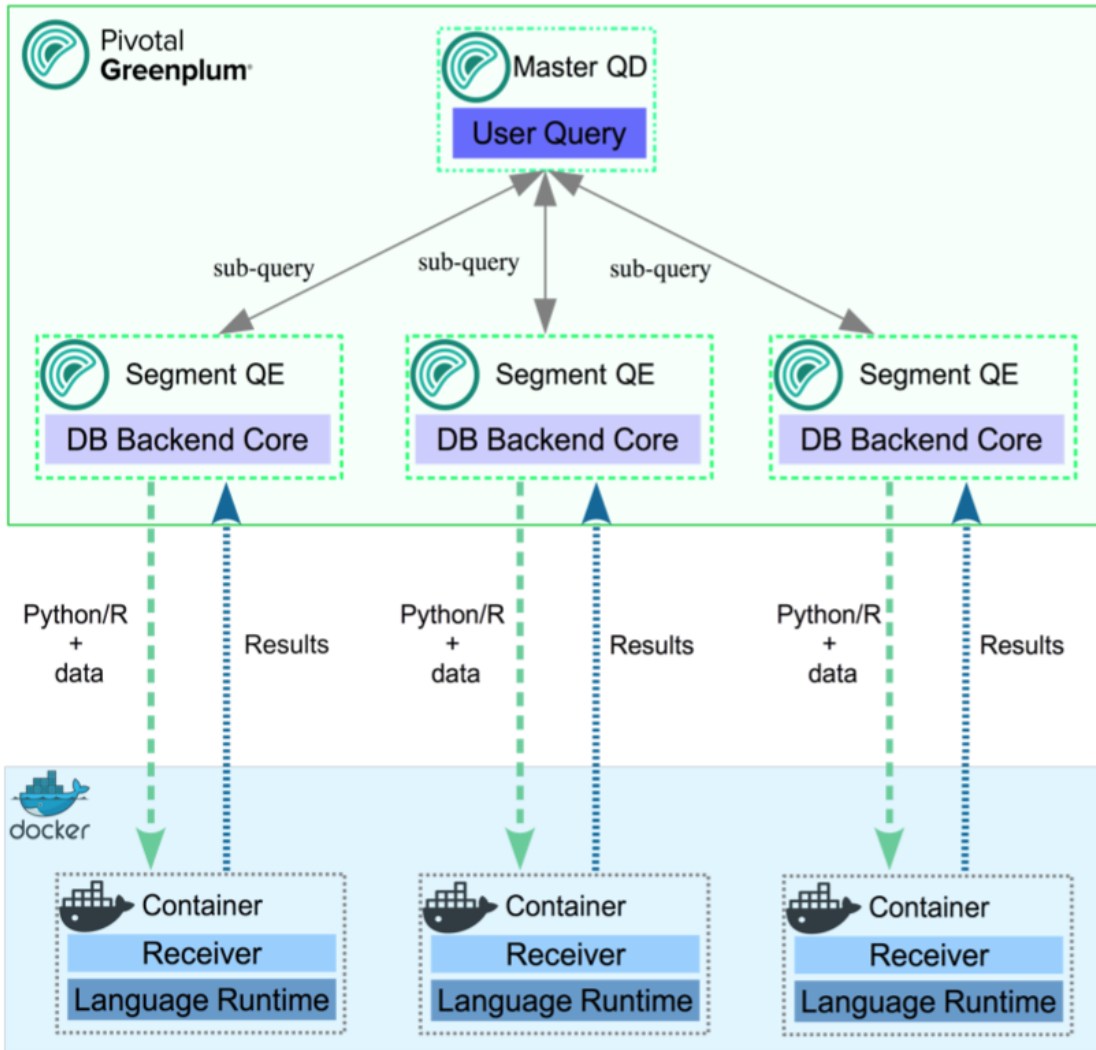 Pivotal
Greenplum®
Master QD
User Query
sub-query sub-query sub-query
Segment QE Segment QE Segment QE
DB Backend Core DB Backend Core DB Backend Core
Python/R Python/R Python/R
+ Results + Results + Results
data data data
docker
Container Container Container
Receiver Receiver Receiver
Language Runtime Language Runtime Language Runtime